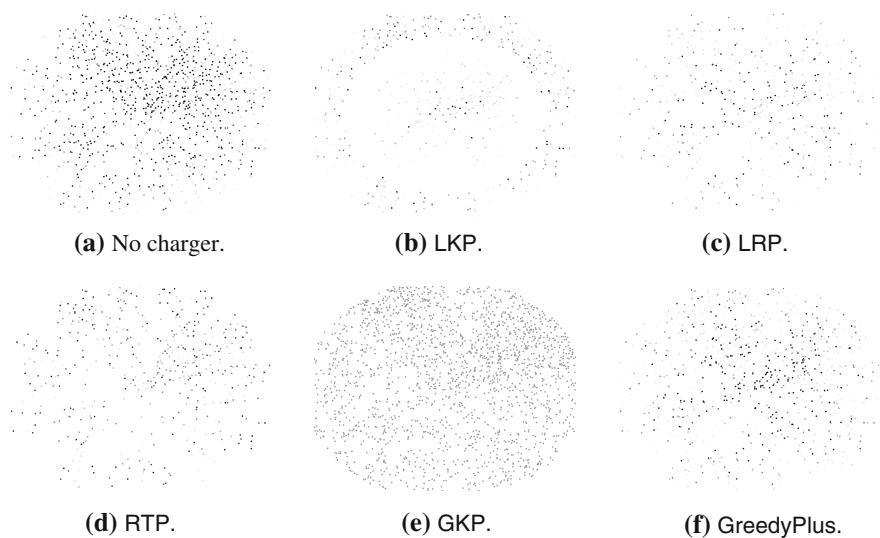 (a) No charger.
(b) LKP.
(c) LRP.
(d) RTP.
(e) GKP.
(f) GreedyPlus.